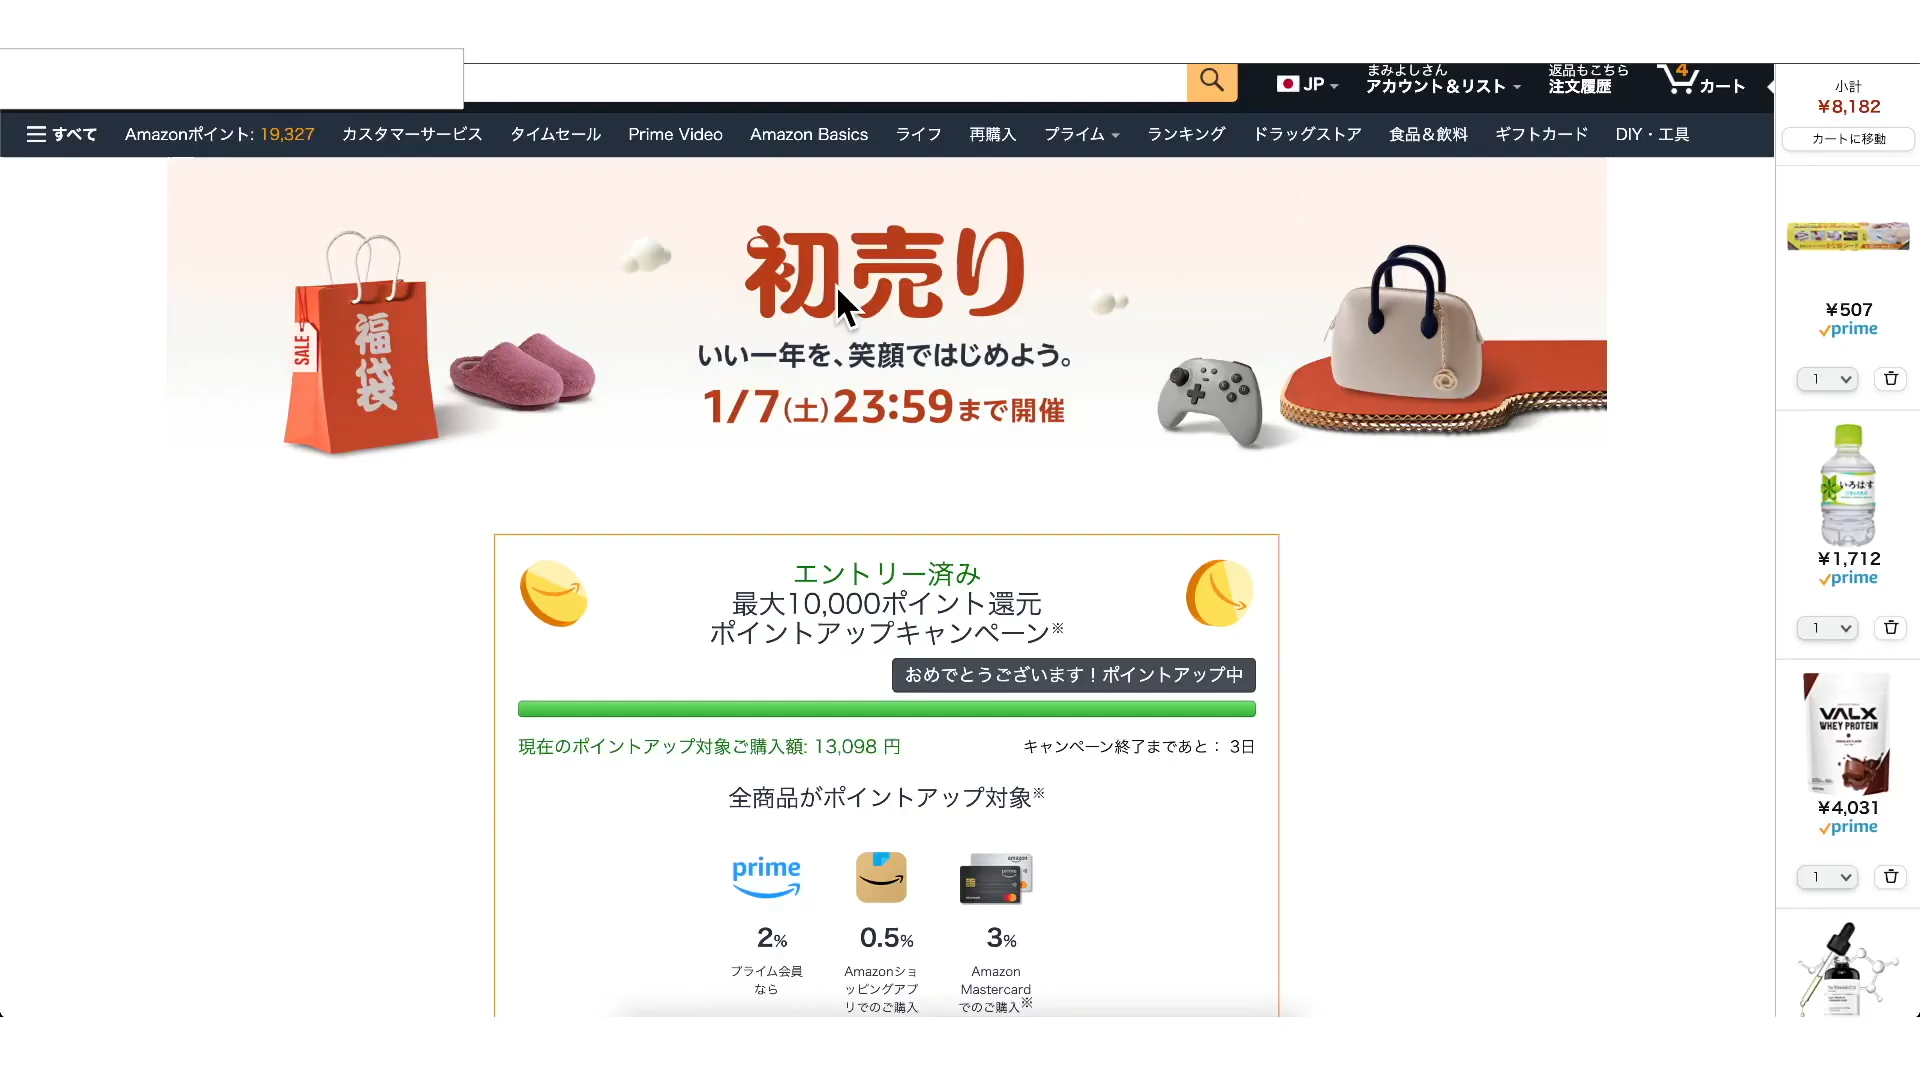 JP
まみよしさん
アカウント＆リスト
返品もこちら
注文履歴
4
カート
すべて
Amazonポイント: 19,327
カスタマーサービス
タイムセール
Prime Video
Amazon Basics
ライフ
再購入
プライム
ランキング
ドラッグストア
食品＆飲料
ギフトカード
DIY・工具
小計
¥8,182
カートに移動
初売り
いい一年を、笑顔ではじめよう。
1/7(土)23:59まで開催
SALE
福袋
エントリー済み
最大10,000ポイント還元
ポイントアップキャンペーン※
おめでとうございます！ポイントアップ中
現在のポイントアップ対象ご購入額: 13,098 円
キャンペーン終了まであと： 3日
全商品がポイントアップ対象※
prime
amazon
prime
2%
0.5%
3%
プライム会員
なら
Amazonショ
ッピングアプ
リでのご購入
Amazon
Mastercard
でのご購入※
¥507
prime
1
いろはす
¥1,712
prime
1
VALX
WHEY PROTEIN
¥4,031
prime
1